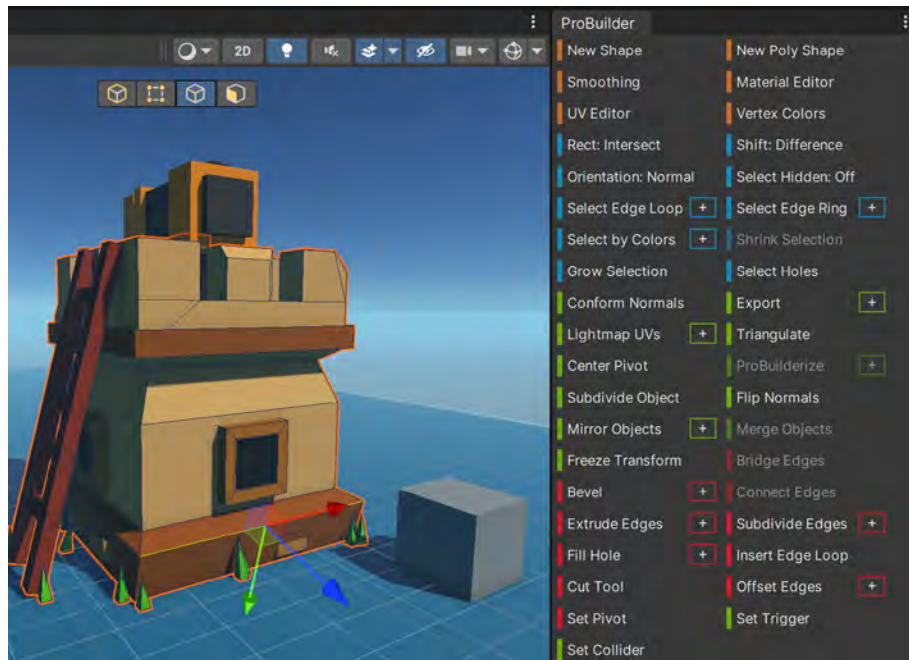 ProBuilder
2D
New Shape
New Poly Shape
Smoothing
Material Editor
UV Editor
Vertex Colors
Rect: Intersect
Shift: Difference
Orientation: Normal
Select Hidden: Off
Select Edge Loop +
Select Edge Ring +
Select by Colors +
Shrink Selection
Grow Selection
Select Holes
Conform Normals
Export +
Lightmap UVs +
Triangulate
Center Pivot
ProBuilderize +
Subdivide Object
Flip Normals
Mirror Objects +
Merge Objects
Freeze Transform
Bridge Edges
Bevel +
Connect Edges
Extrude Edges +
Subdivide Edges +
Fill Hole +
Insert Edge Loop
Cut Tool
Offset Edges +
Set Pivot
Set Trigger
Set Collider